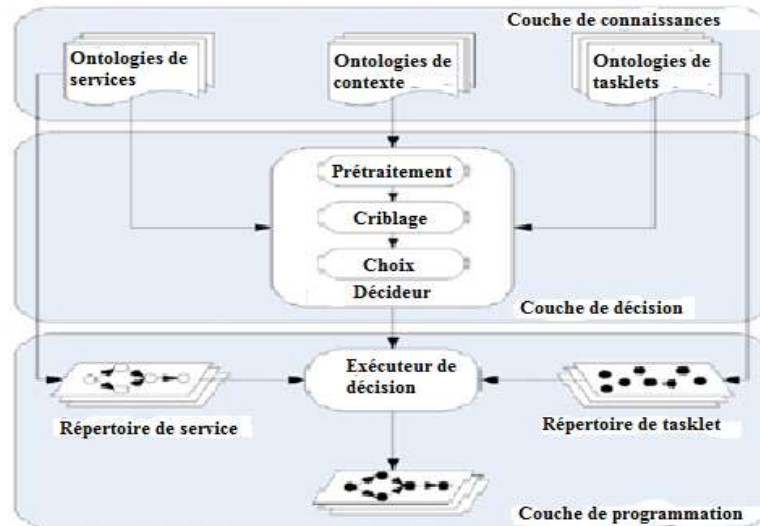 Couche de connaissances
Ontologies de
services
Ontologies de
contexte
Ontologies de
tasklets
Prétraitement
Criblage
Choix
Décideur
Couche de décision
Exécuteur de
décision
Répertoire de service
Répertoire de tasklet
Couche de programmation